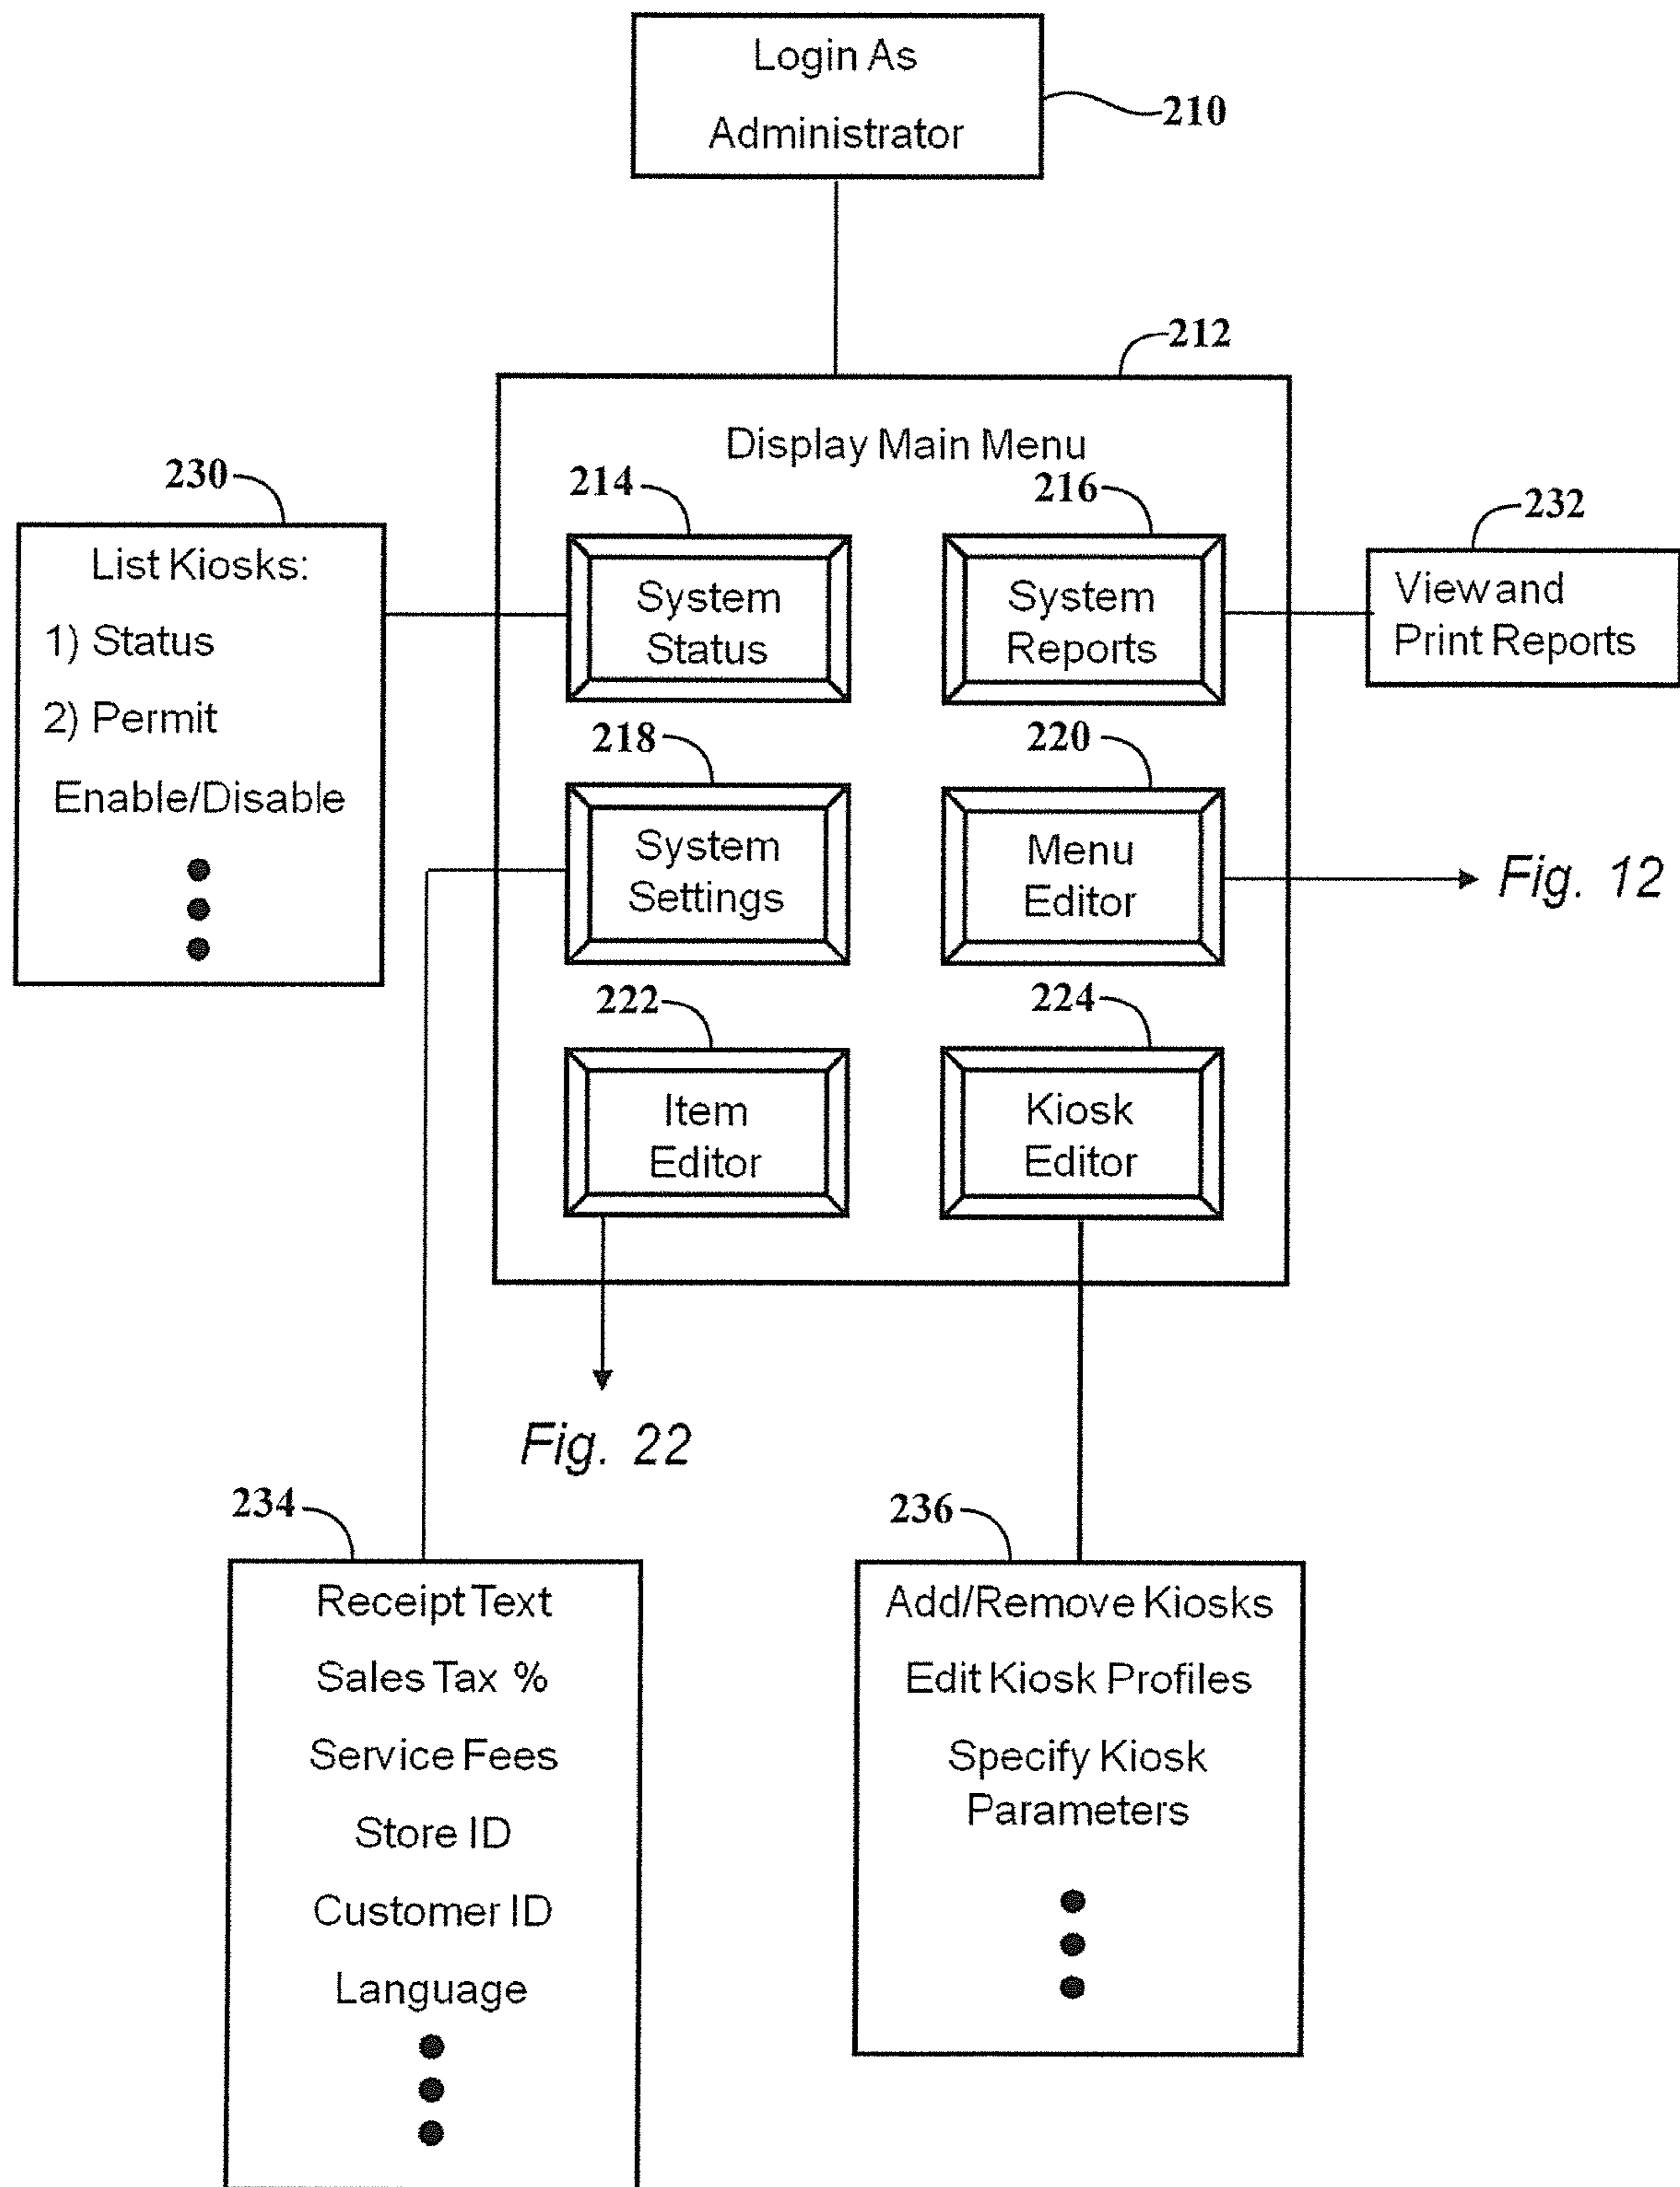 Login As
Administrator
210
212
Display Main Menu
230
List Kiosks:
1) Status
2) Permit
Enable/Disable
214
System
Status
216
System
Reports
232
View and
Print Reports
218
System
Settings
220
Menu
Editor
Fig. 12
222
Item
Editor
224
Kiosk
Editor
Fig. 22
234
Receipt Text
Sales Tax %
Service Fees
Store ID
Customer ID
Language
236
Add/Remove Kiosks
Edit Kiosk Profiles
Specify Kiosk
Parameters